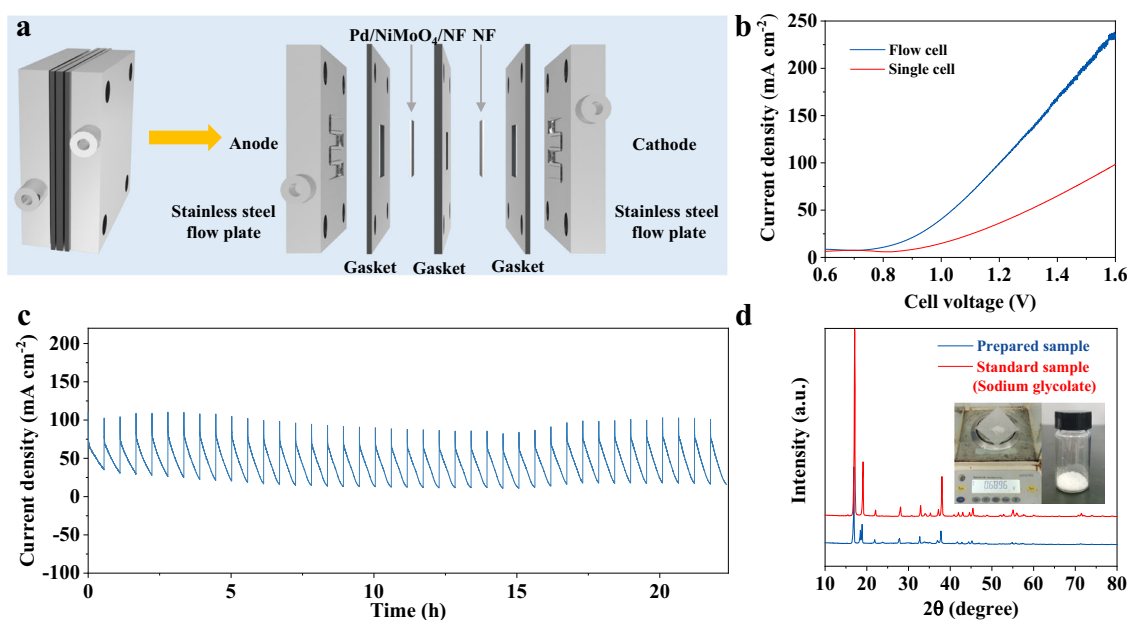 a
Pd/NiMoO₄/NF NF
Anode
Cathode
Stainless steel
flow plate
Stainless steel
flow plate
Gasket
Gasket
Gasket
b
Current density (mA cm⁻²)
250
200
150
100
50
0
Flow cell
Single cell
0.6
0.8
1.0
1.2
1.4
1.6
Cell voltage (V)
c
Current density (mA cm⁻²)
200
150
100
50
0
-50
-100
0
5
10
15
20
Time (h)
d
Intensity (a.u.)
Prepared sample
Standard sample
(Sodium glycolate)
0.6896
10
20
30
40
50
60
70
80
2θ (degree)